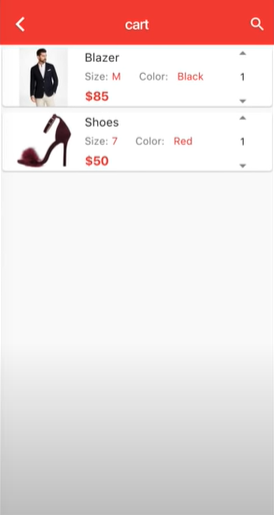 cart
Blazer
Size: M Color: Black
1
$85
Shoes
Size: 7 Color: Red
1
$50